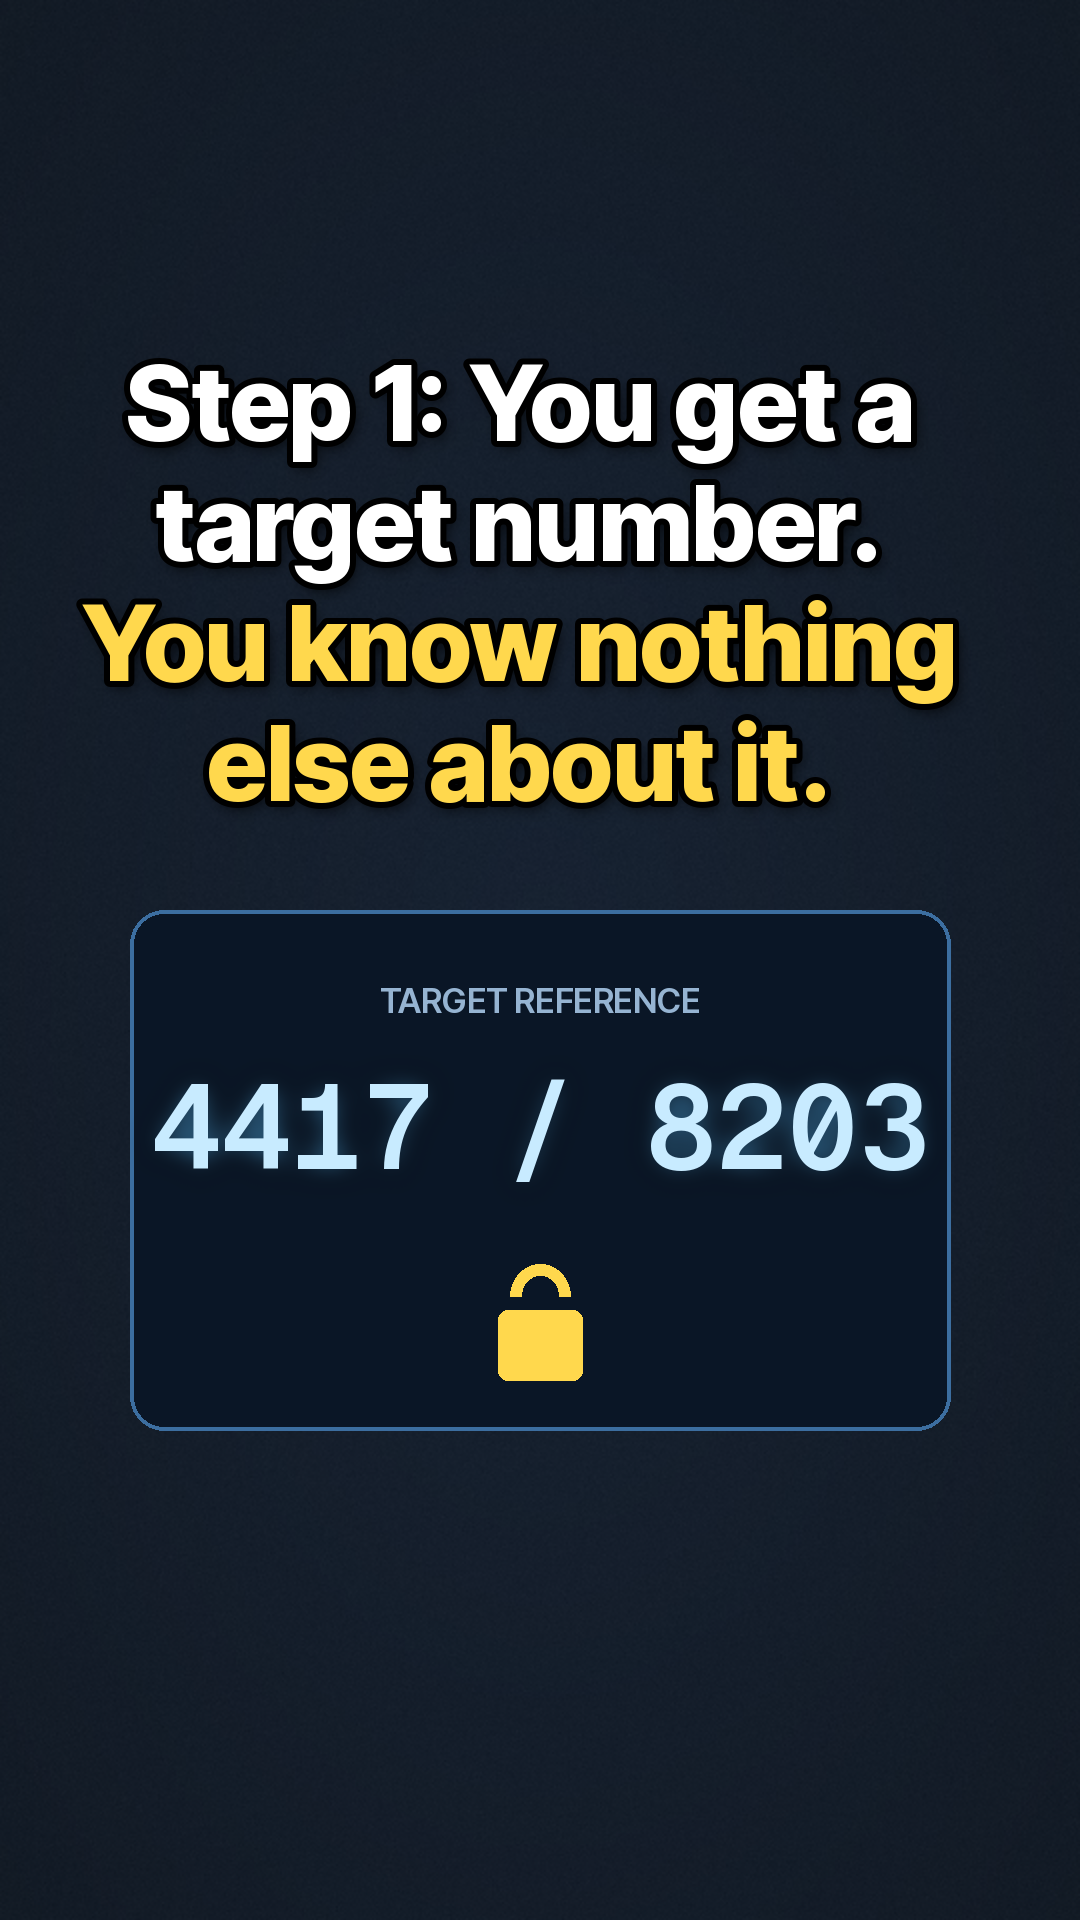 Step 1: You get a
target number.
You know nothing
else about it.
TARGET REFERENCE
4417 / 8203